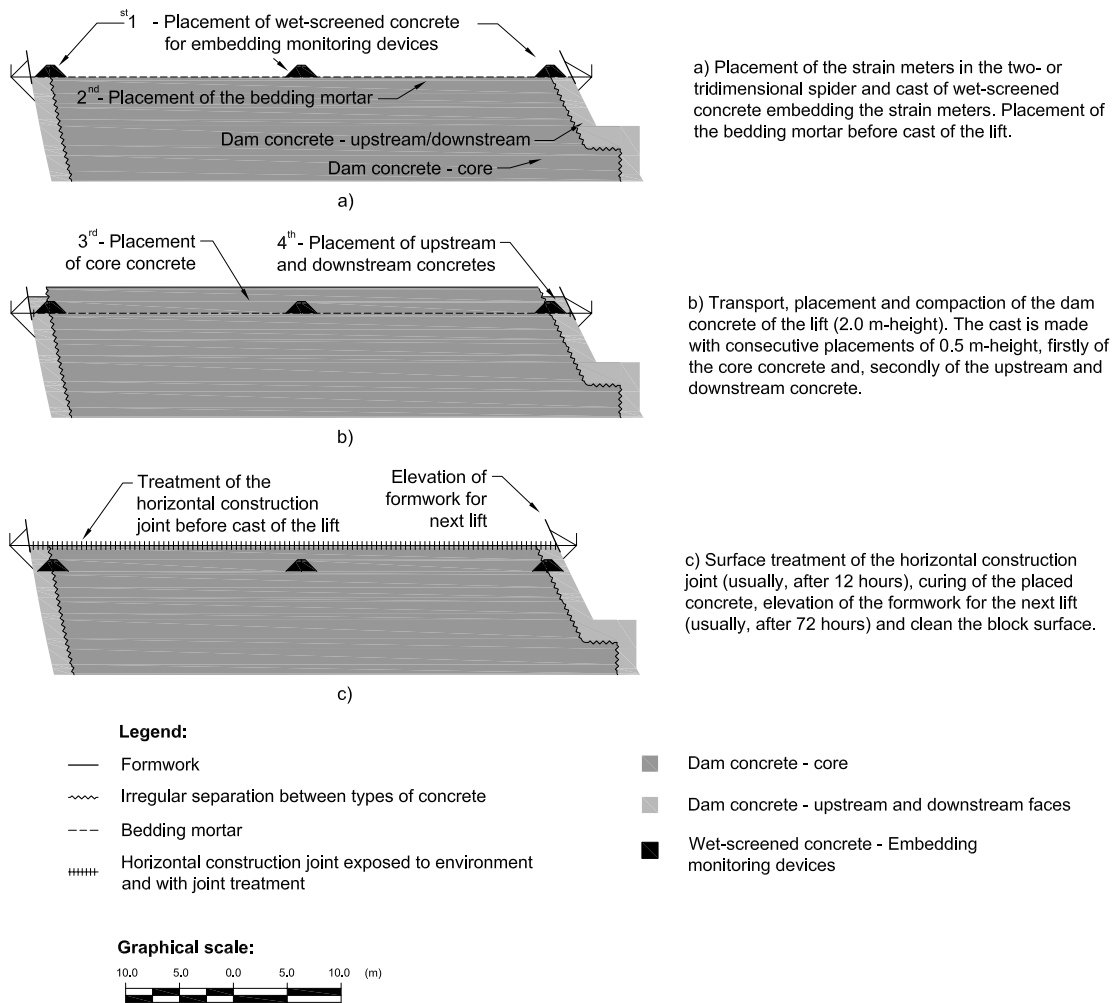 st1 - Placement of wet-screened concrete
for embedding monitoring devices
2nd- Placement of the bedding mortar
Dam concrete - upstream/downstream
Dam concrete - core
a)
a) Placement of the strain meters in the two- or
tridimensional spider and cast of wet-screened
concrete embedding the strain meters. Placement of
the bedding mortar before cast of the lift.
3rd- Placement
of core concrete
4th- Placement of upstream
and downstream concretes
b)
b) Transport, placement and compaction of the dam
concrete of the lift (2.0 m-height). The cast is made
with consecutive placements of 0.5 m-height, firstly of
the core concrete and, secondly of the upstream and
downstream concrete.
Treatment of the
horizontal construction
joint before cast of the lift
Elevation of
formwork for
next lift
c)
c) Surface treatment of the horizontal construction
joint (usually, after 12 hours), curing of the placed
concrete, elevation of the formwork for the next lift
(usually, after 72 hours) and clean the block surface.
Legend:
Formwork
Irregular separation between types of concrete
Bedding mortar
Horizontal construction joint exposed to environment
and with joint treatment
Dam concrete - core
Dam concrete - upstream and downstream faces
Wet-screened concrete - Embedding
monitoring devices
Graphical scale:
10.0 5.0 0.0 5.0 10.0 (m)